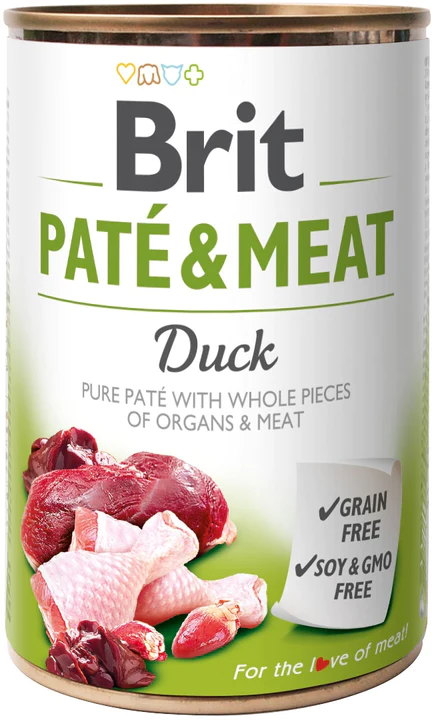 Brit
PATÉ & MEAT
Duck
PURE PATÉ WITH WHOLE PIECES
OF ORGANS & MEAT
✓GRAIN
FREE
✓SOY & GMO
FREE
For the l♥ve of meat!